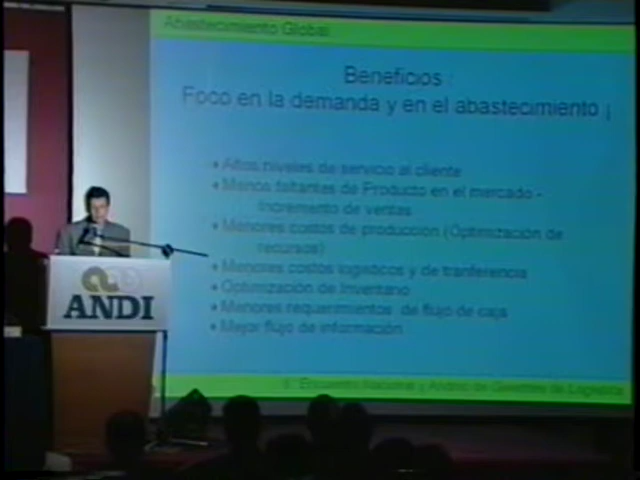 Abastecimiento Global
Beneficios :
Foco en la demanda y en el abastecimiento
• Altos niveles de servicio al cliente
• Menos faltantes de Producto en el mercado -
Incremento de ventas
• Menores costos de producción (Optimización de
recursos)
• Menores costos logísticos y de tranferencia
• Optimización de Inventario
• Menores requerimientos de flujo de caja
• Mejor flujo de información
ANDI
Encuentro Nacional y Andino de Gerentes de Logística